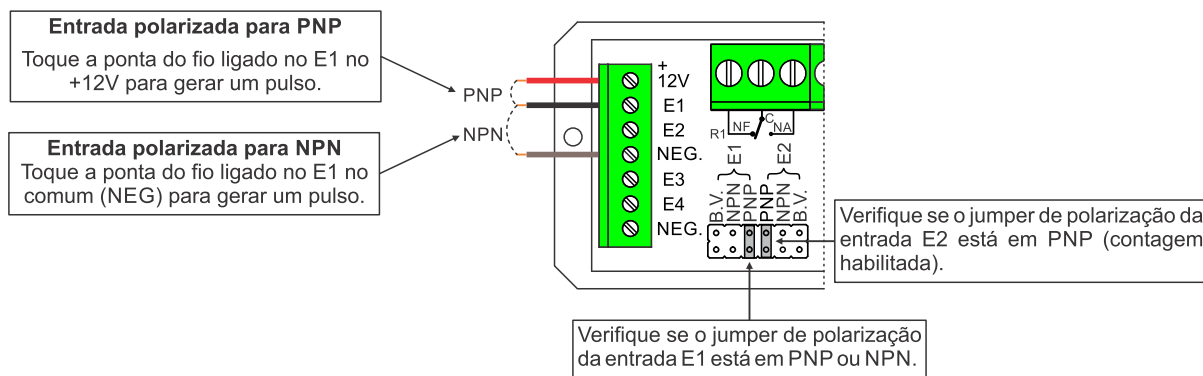 Entrada polarizada para PNP
Toque a ponta do fio ligado no E1 no
+12V para gerar um pulso.
Entrada polarizada para NPN
Toque a ponta do fio ligado no E1 no
comum (NEG) para gerar um pulso.
PNP
NPN
+
12V
E1
E2
NEG.
E3
E4
NEG.
R1
NF
C
NA
E1
E2
B.V.
NPN
PNP
PNP
NPN
B.V.
Verifique se o jumper de polarização da
entrada E2 está em PNP (contagem
habilitada).
Verifique se o jumper de polarização
da entrada E1 está em PNP ou NPN.